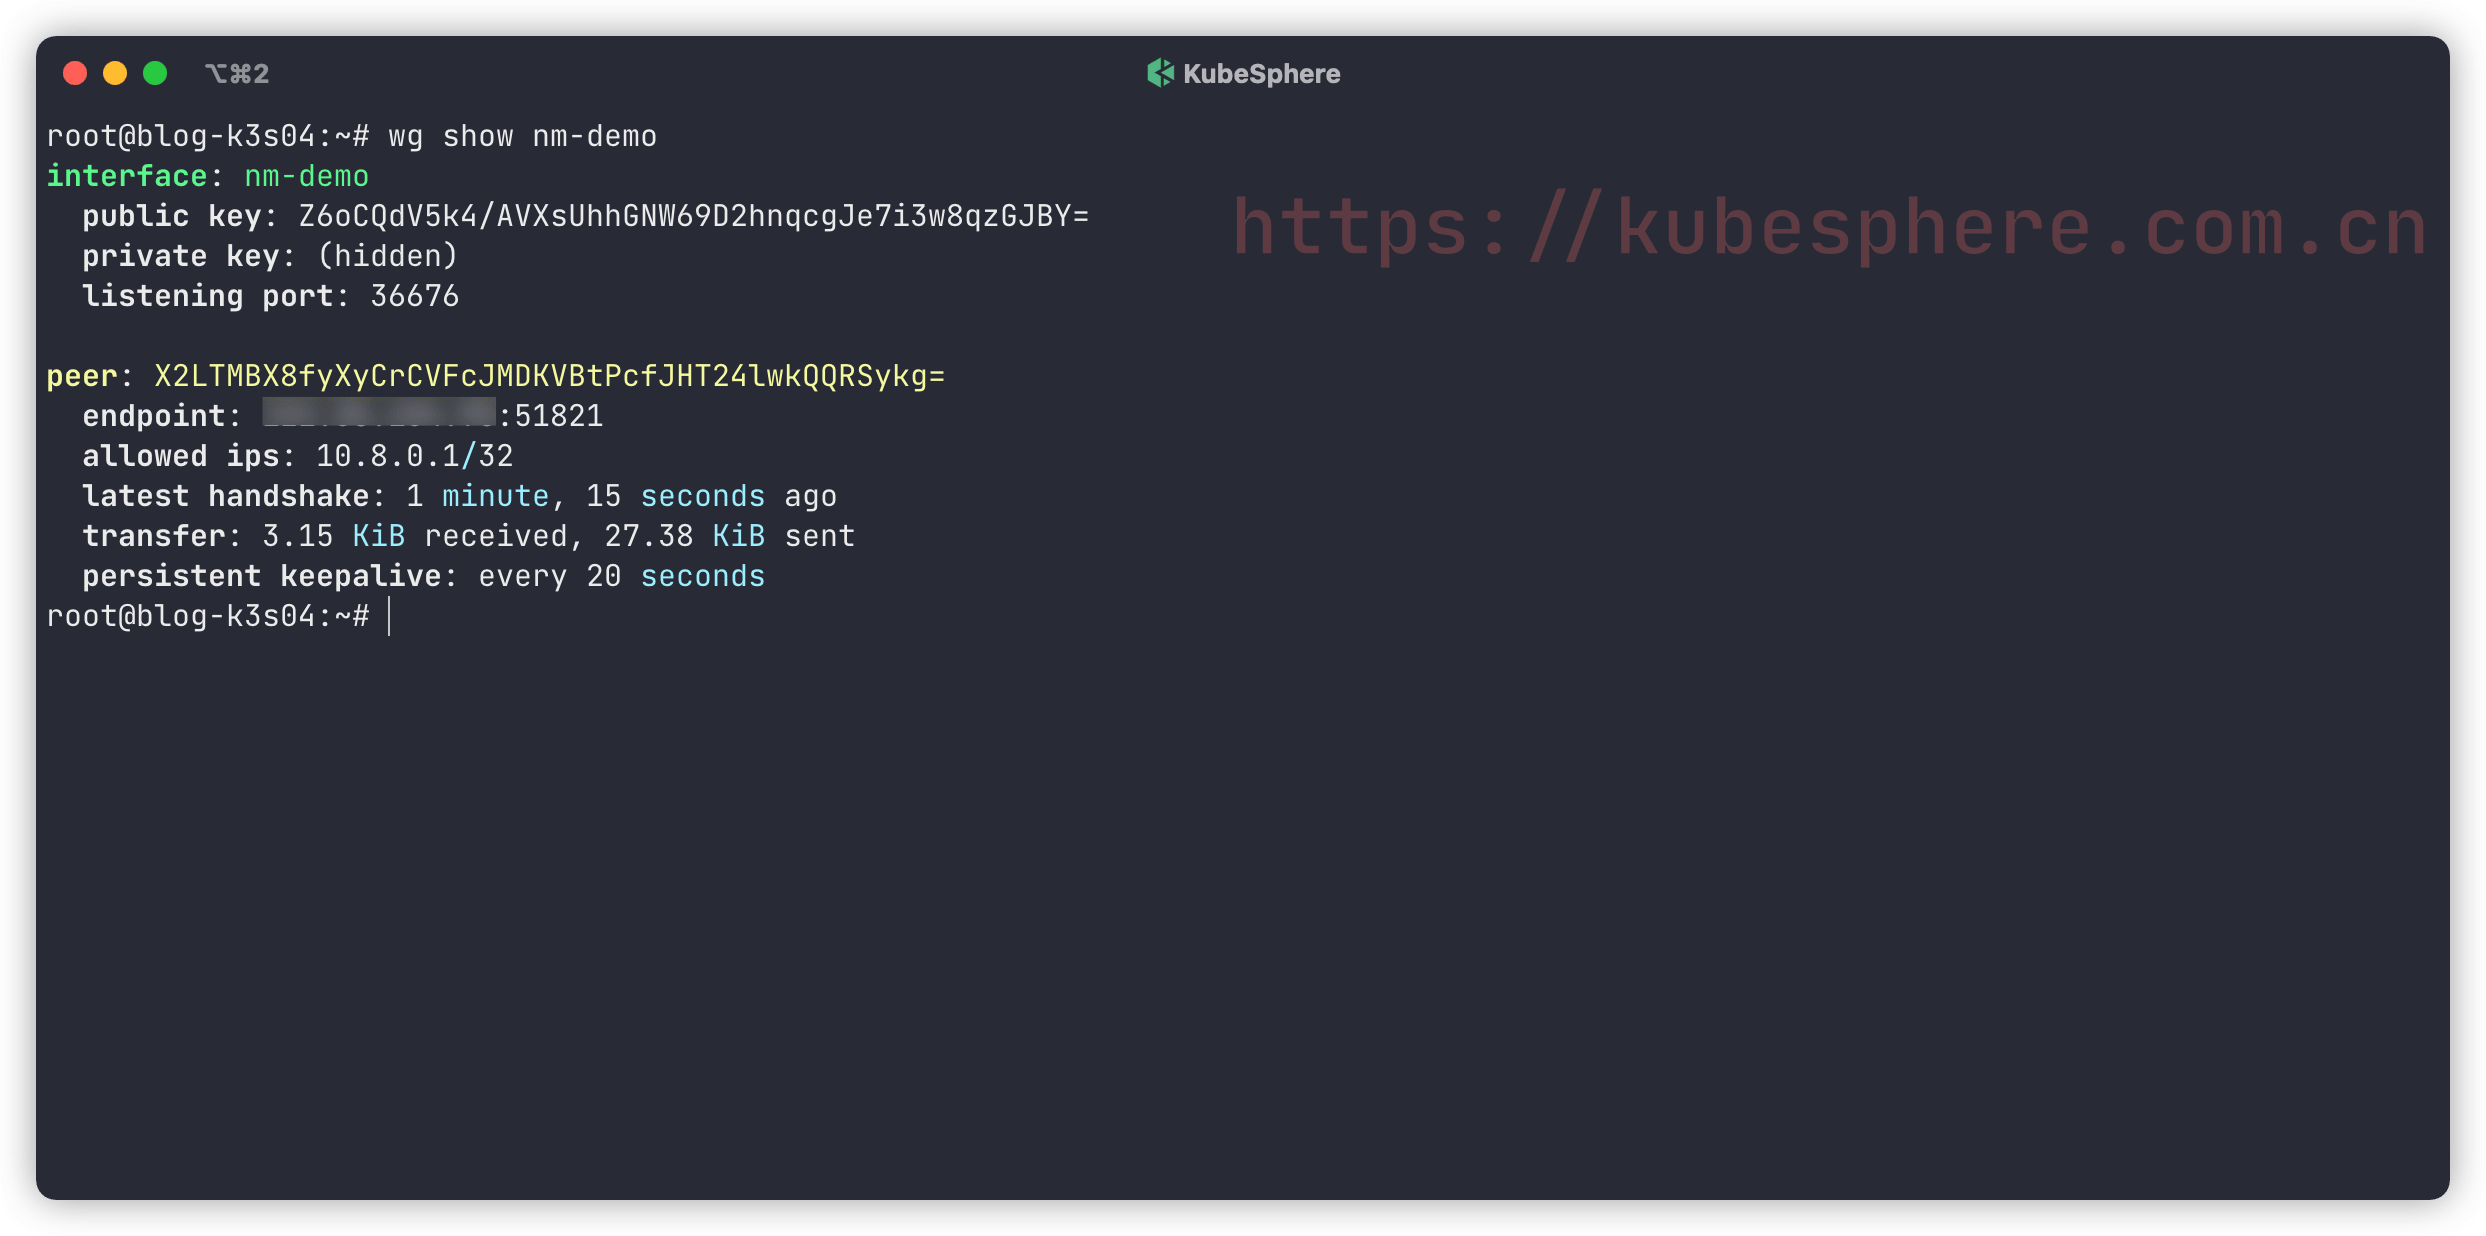 ⌥⌘2
KubeSphere
root@blog-k3s04:~# wg show nm-demo
interface: nm-demo
https://kubesphere.com.cn
  public key: Z6oCQdV5k4/AVXsUhhGNW69D2hnqcgJe7i3w8qzGJBY=
  private key: (hidden)
  listening port: 36676
peer: X2LTMBX8fyXyCrCVFcJMDKVBtPcfJHT24lwkQQRSykg=
  endpoint: :51821
  allowed ips: 10.8.0.1/32
  latest handshake: 1 minute, 15 seconds ago
  transfer: 3.15 KiB received, 27.38 KiB sent
  persistent keepalive: every 20 seconds
root@blog-k3s04:~#